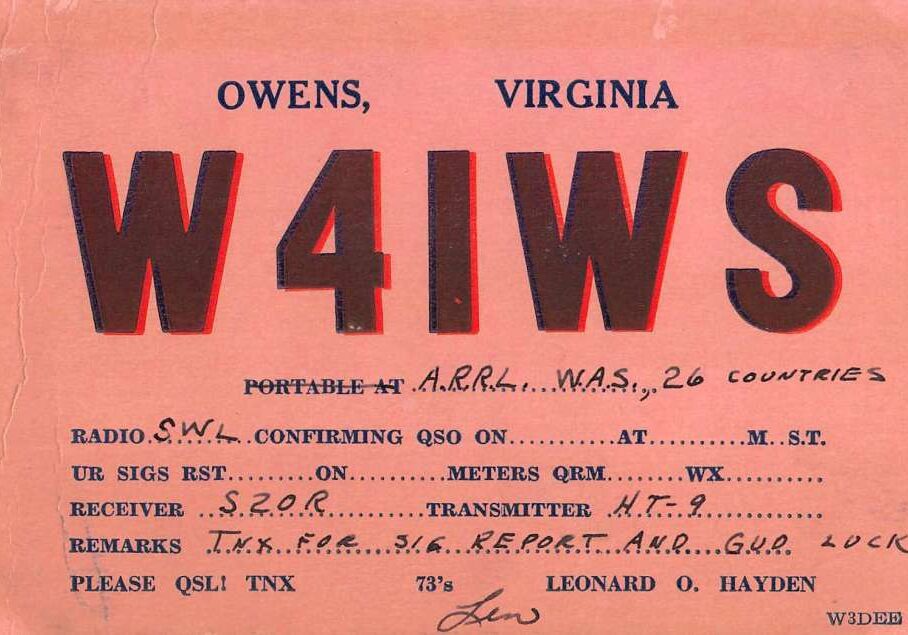 OWENS, VIRGINIA
W4IWS
PORTABLE AT A.R.R.L. W.A.S., 26 COUNTRIES
RADIO SWL CONFIRMING QSO ON..........AT..........M..S.T.
UR SIGS RST.........ON..........METERS QRM........WX..........
RECEIVER S20R TRANSMITTER HT-9
REMARKS TNX FOR SIG REPORT AND GUD LUCK
PLEASE QSL! TNX 73's LEONARD O. HAYDEN
Len
W3DEE